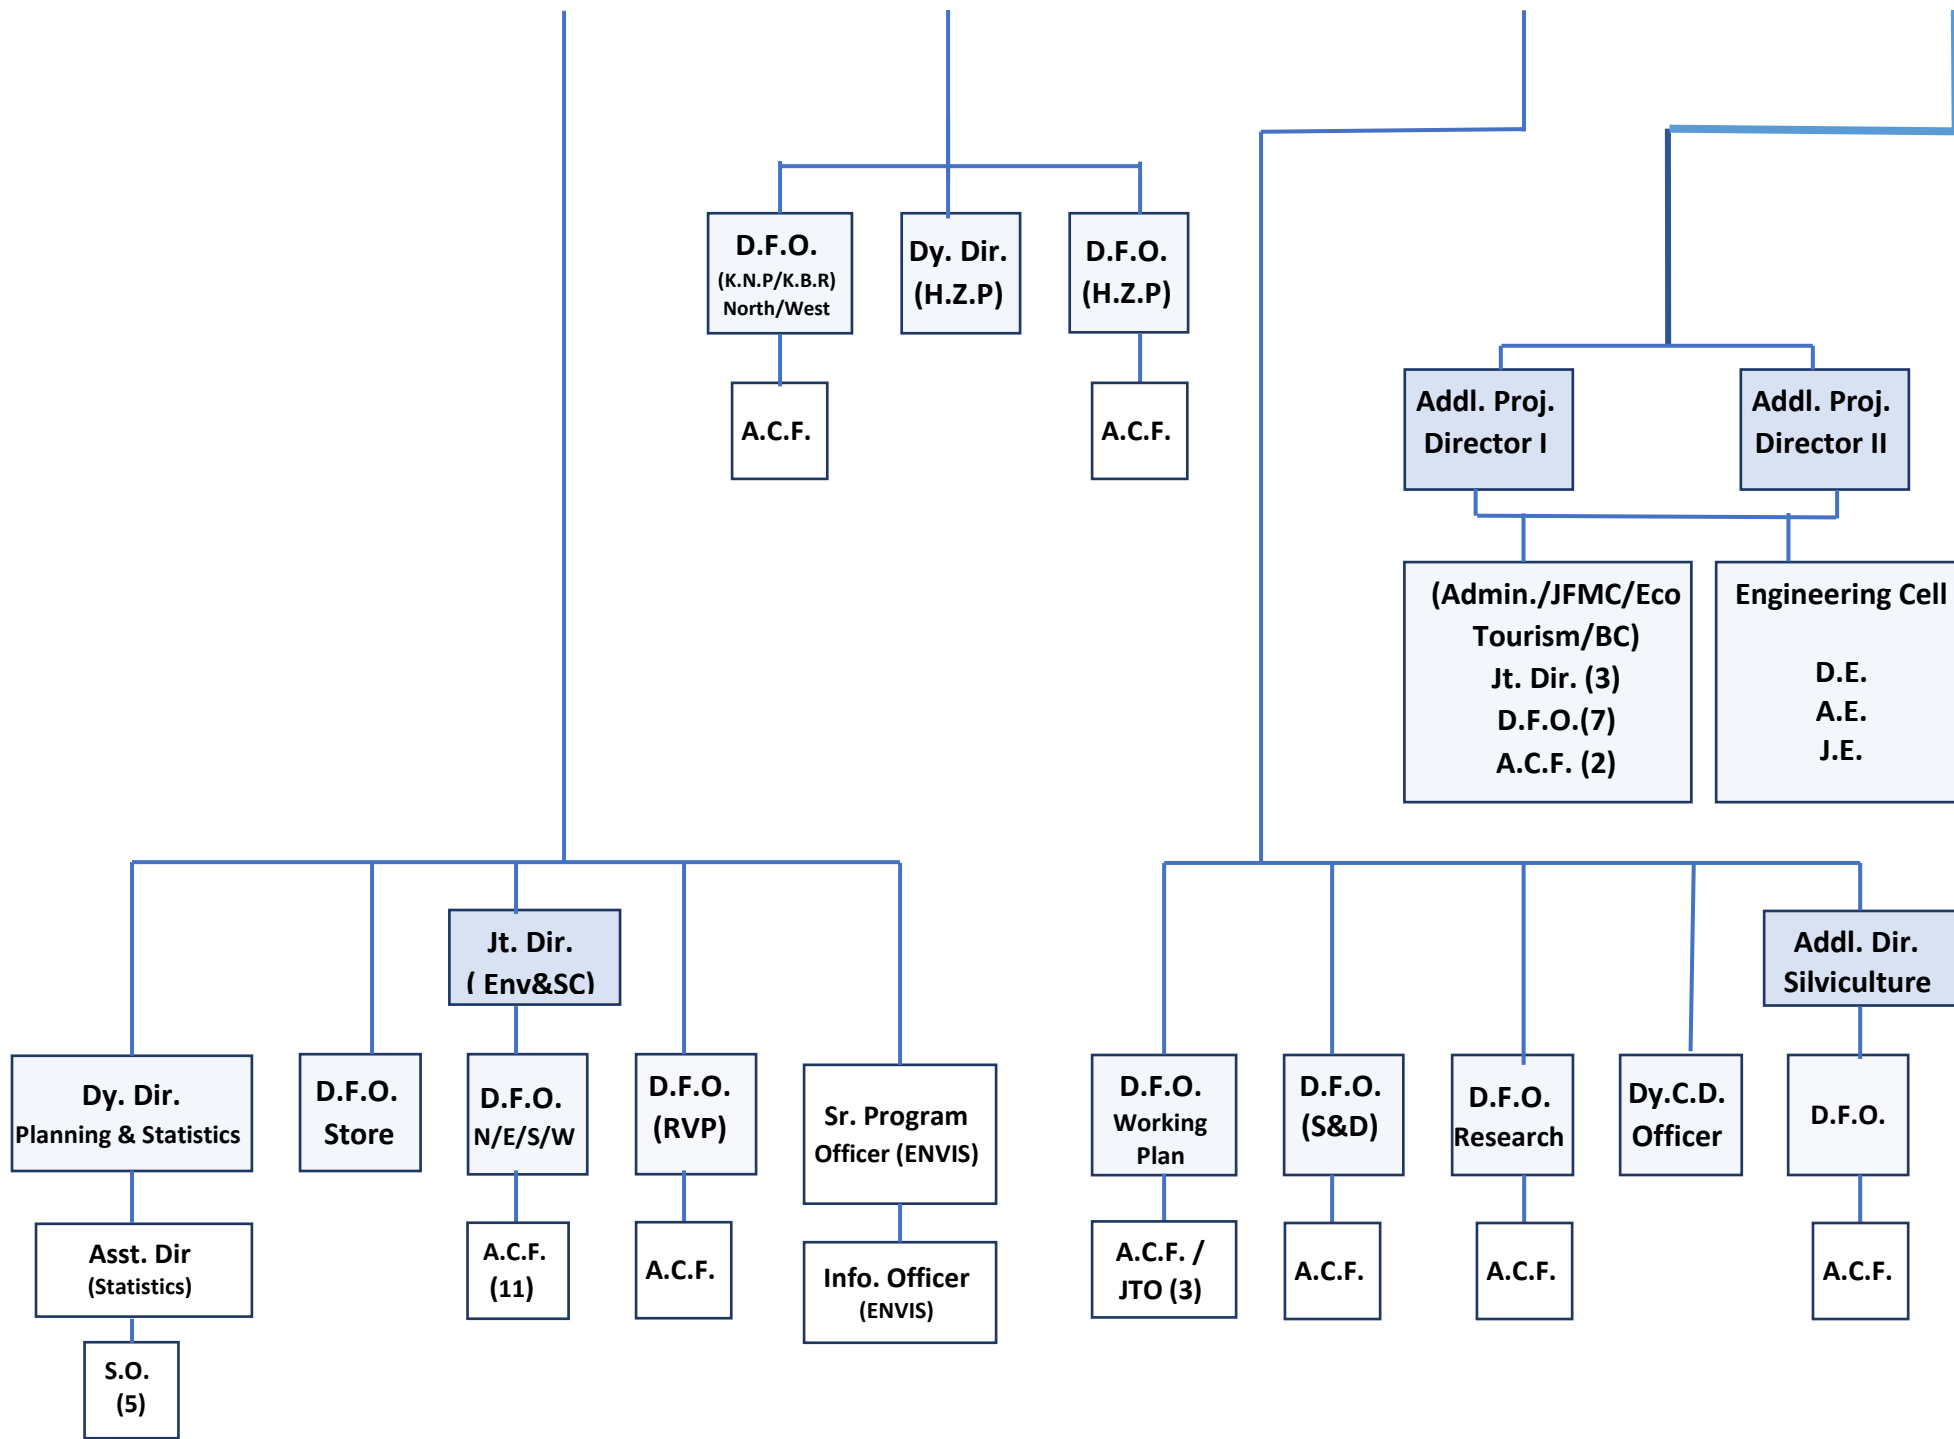 D.F.O.
(K.N.P/K.B.R)
North/West
Dy. Dir.
(H.Z.P)
D.F.O.
(H.Z.P)
A.C.F.
A.C.F.
Addl. Proj.
Director I
Addl. Proj.
Director II
(Admin./JFMC/Eco
Tourism/BC)
Jt. Dir. (3)
D.F.O.(7)
A.C.F. (2)
Engineering Cell
D.E.
A.E.
J.E.
Jt. Dir.
( Env&SC)
Addl. Dir.
Silviculture
Dy. Dir.
Planning & Statistics
D.F.O.
Store
D.F.O.
N/E/S/W
D.F.O.
(RVP)
Sr. Program
Officer (ENVIS)
D.F.O.
Working
Plan
D.F.O.
(S&D)
D.F.O.
Research
Dy.C.D.
Officer
D.F.O.
Asst. Dir
(Statistics)
A.C.F.
(11)
A.C.F.
Info. Officer
(ENVIS)
A.C.F. /
JTO (3)
A.C.F.
A.C.F.
A.C.F.
S.O.
(5)